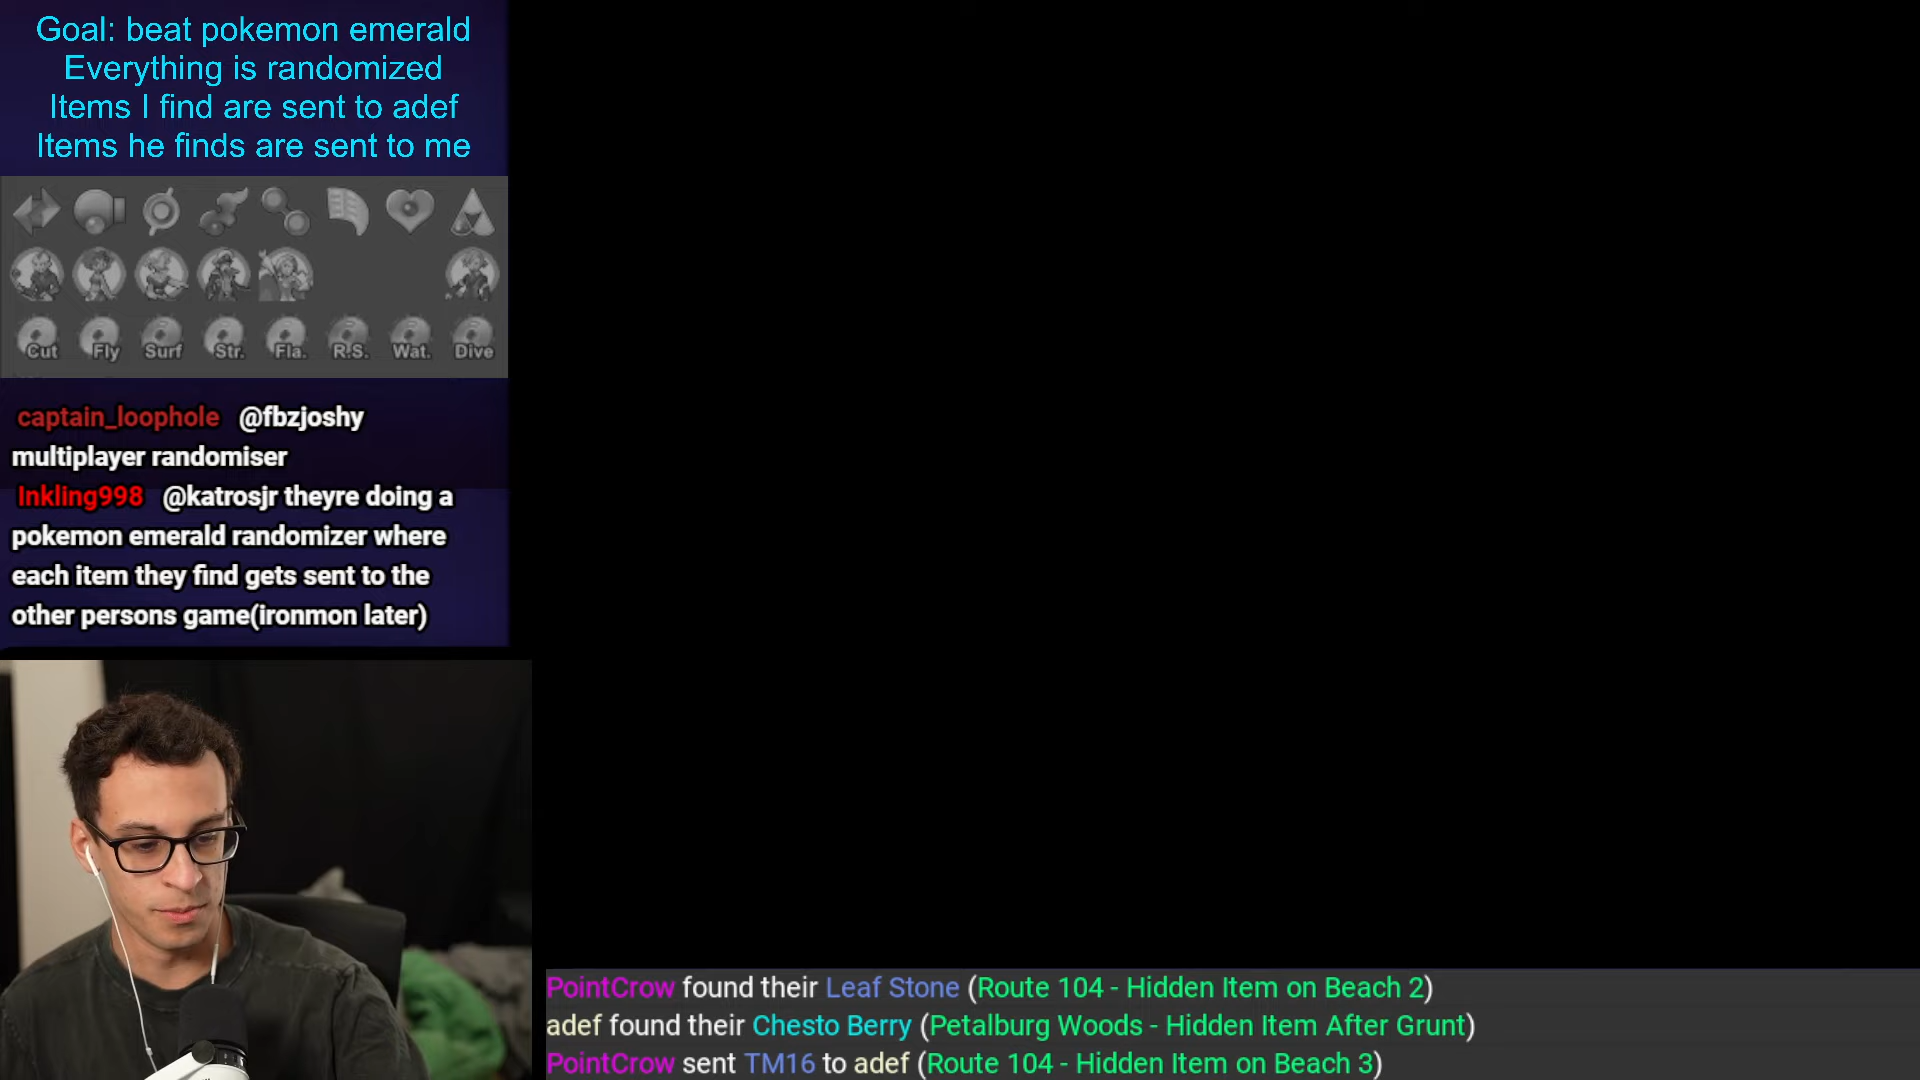 Goal: beat pokemon emerald
Everything is randomized
Items I find are sent to adef
Items he finds are sent to me
Cut Fly Surf Str. Fla. R.S. Wat. Dive
captain_loophole @fbzjoshy
multiplayer randomiser
Inkling998 @katrosjr theyre doing a
pokemon emerald randomizer where
each item they find gets sent to the
other persons game(ironmon later)
PointCrow found their Leaf Stone (Route 104 - Hidden Item on Beach 2)
adef found their Chesto Berry (Petalburg Woods - Hidden Item After Grunt)
PointCrow sent TM16 to adef (Route 104 - Hidden Item on Beach 3)